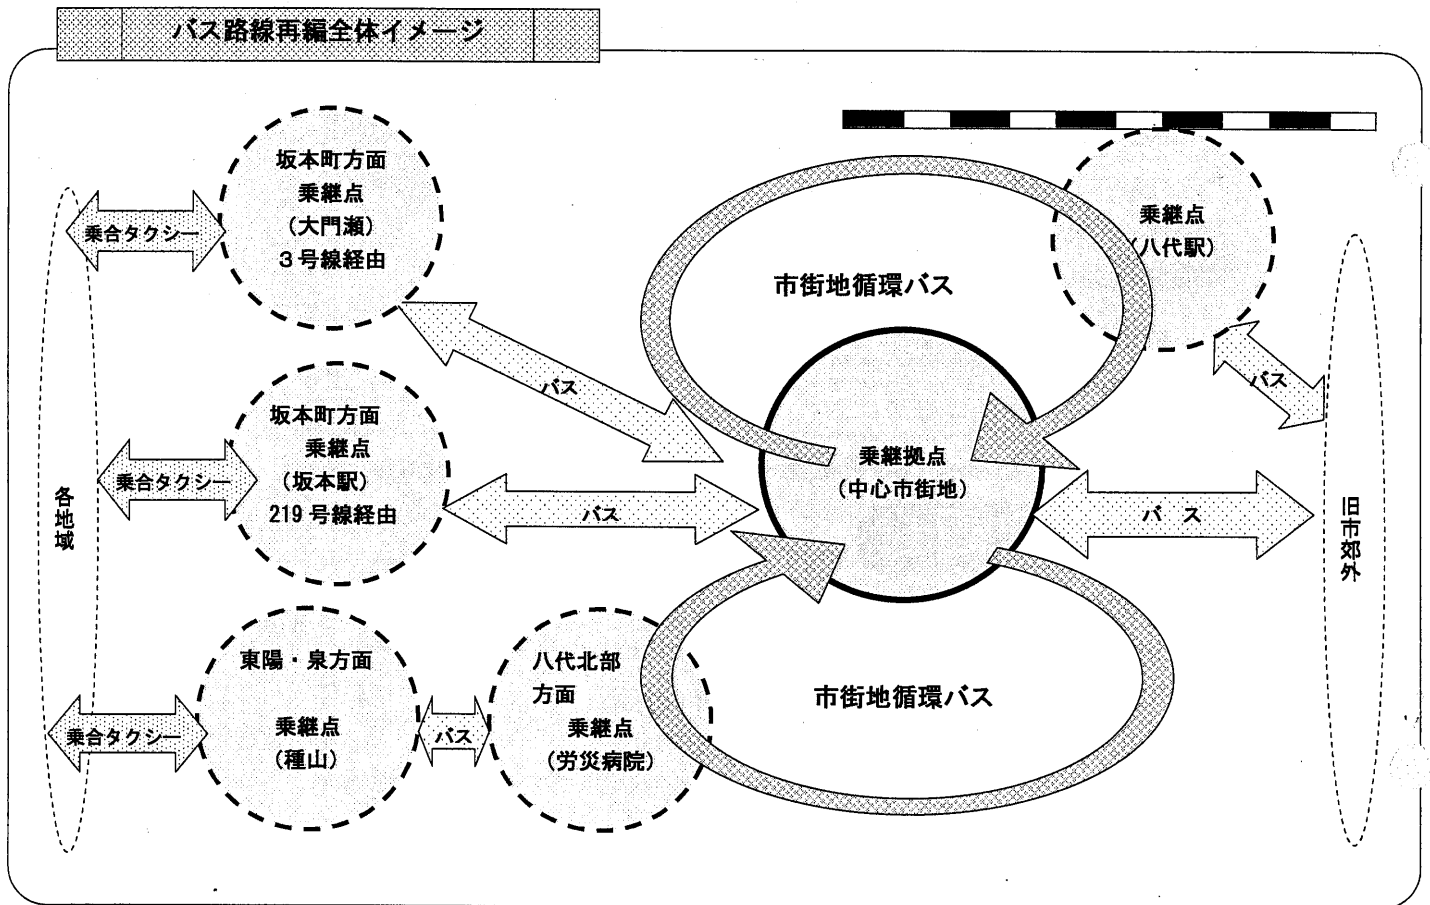 バス路線再編全体イメージ
坂本町方面
乗継点
(大門瀬)
3号線経由
乗合タクシー
乗継点
(八代駅)
市街地循環バス
バス
バス
坂本町方面
乗継点
(坂本駅)
219号線経由
乗合タクシー
バス
乗継拠点
(中心市街地)
バス
各地域
旧市郊外
東陽・泉方面
乗継点
(種山)
乗合タクシー
バス
八代北部
方面
乗継点
(労災病院)
市街地循環バス